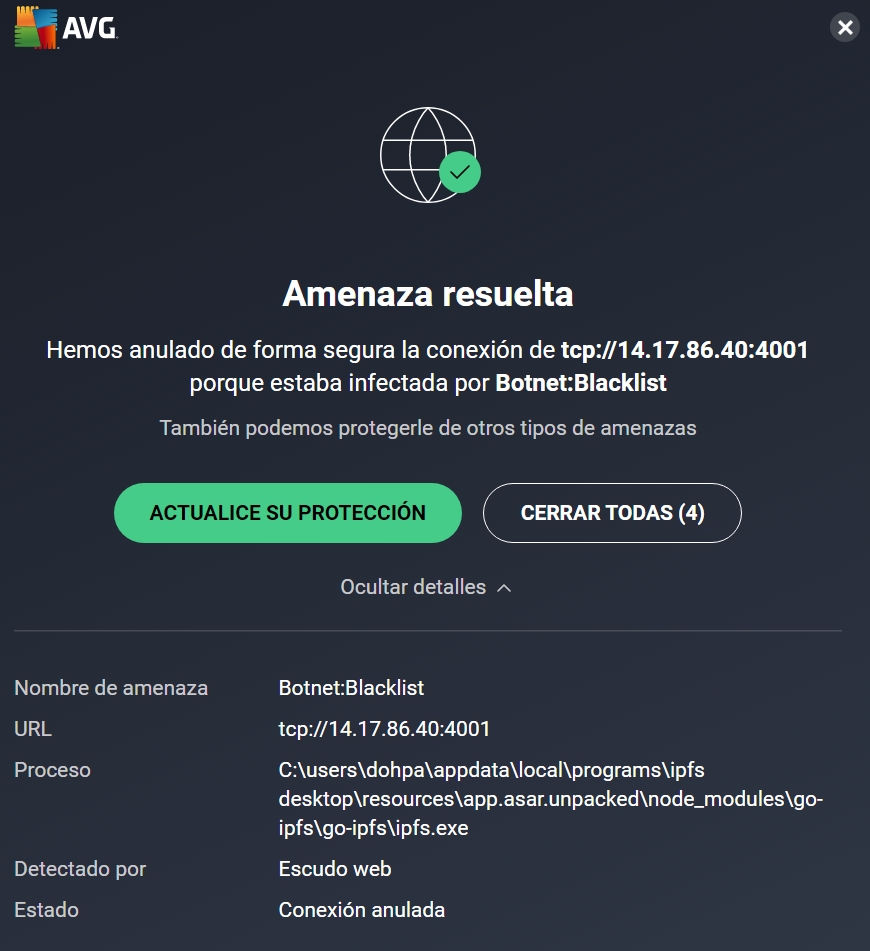 AVG
Amenaza resuelta
Hemos anulado de forma segura la conexión de tcp://14.17.86.40:4001
porque estaba infectada por Botnet:Blacklist
También podemos protegerle de otros tipos de amenazas
ACTUALICE SU PROTECCIÓN
CERRAR TODAS (4)
Ocultar detalles
Nombre de amenaza Botnet:Blacklist
URL tcp://14.17.86.40:4001
Proceso C:\users\dohpa\appdata\local\programs\ipfs
desktop\resources\app.asar.unpacked\node_modules\go-
ipfs\go-ipfs\ipfs.exe
Detectado por Escudo web
Estado Conexión anulada